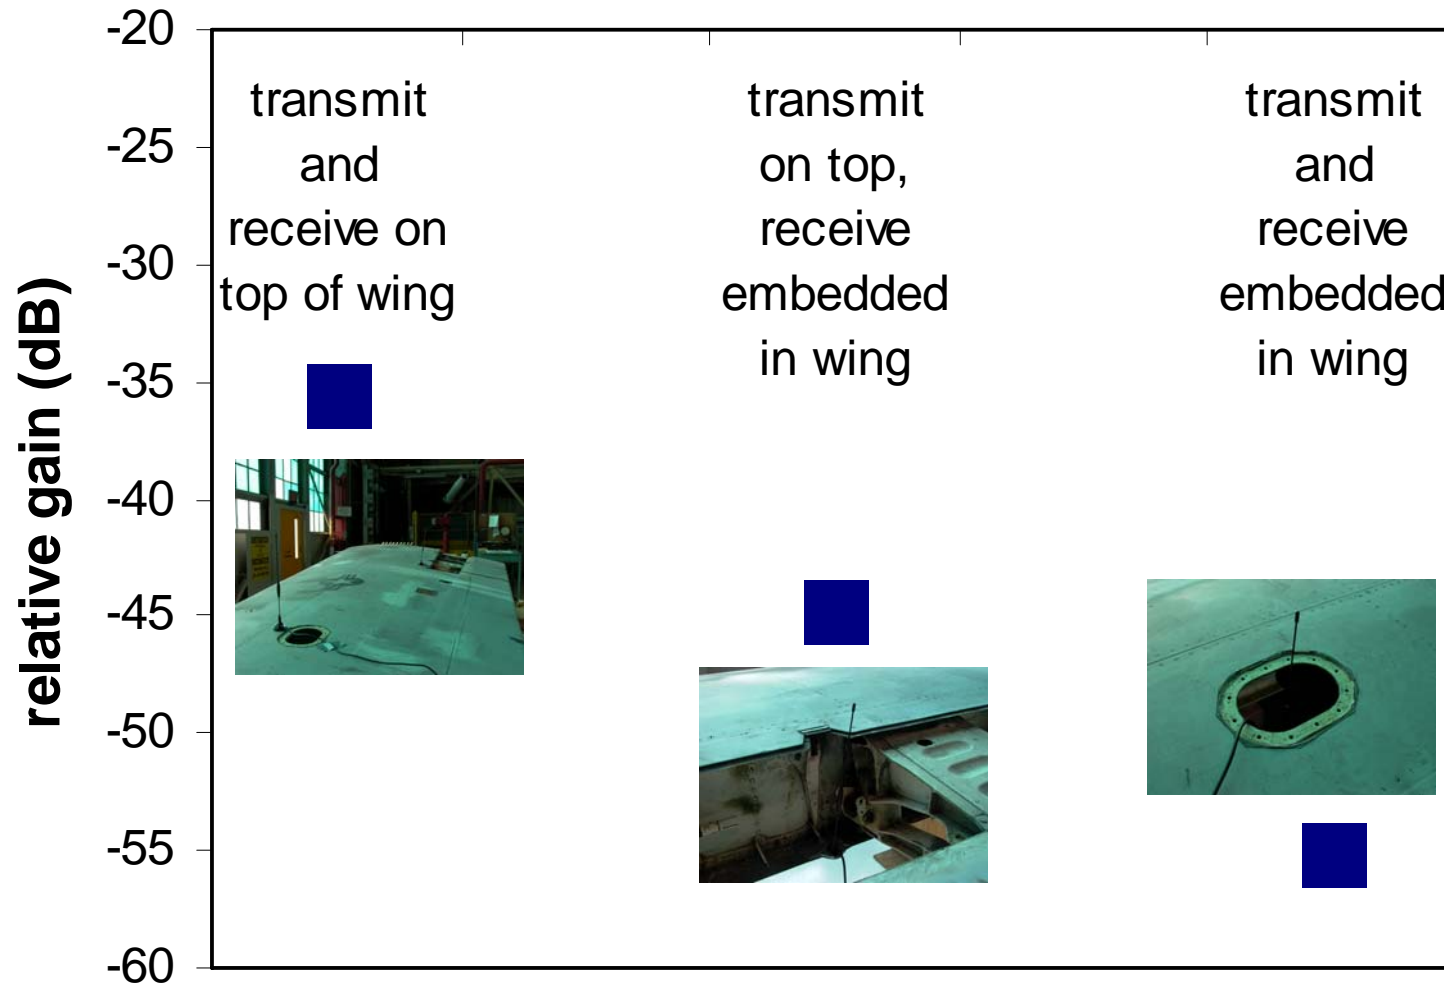 relative gain (dB)
-20
-25
-30
-35
-40
-45
-50
-55
-60
transmit
and
receive on
top of wing
transmit
on top,
receive
embedded
in wing
transmit
and
receive
embedded
in wing